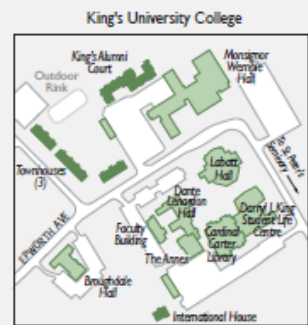 King's University College
King's Alumni
Court
Monsignor
Wemple
Hall
Outdoor
Rink
To St. Peter's
Seminary
Labatt
Hall
Townhouses
(3)
Dante
Lenardon
Hall
Darryl J. King
Student Life
Centre
EPWORTH AVE
Faculty
Building
Cardinal
Carter
Library
The Annex
Broughdale
Hall
International House